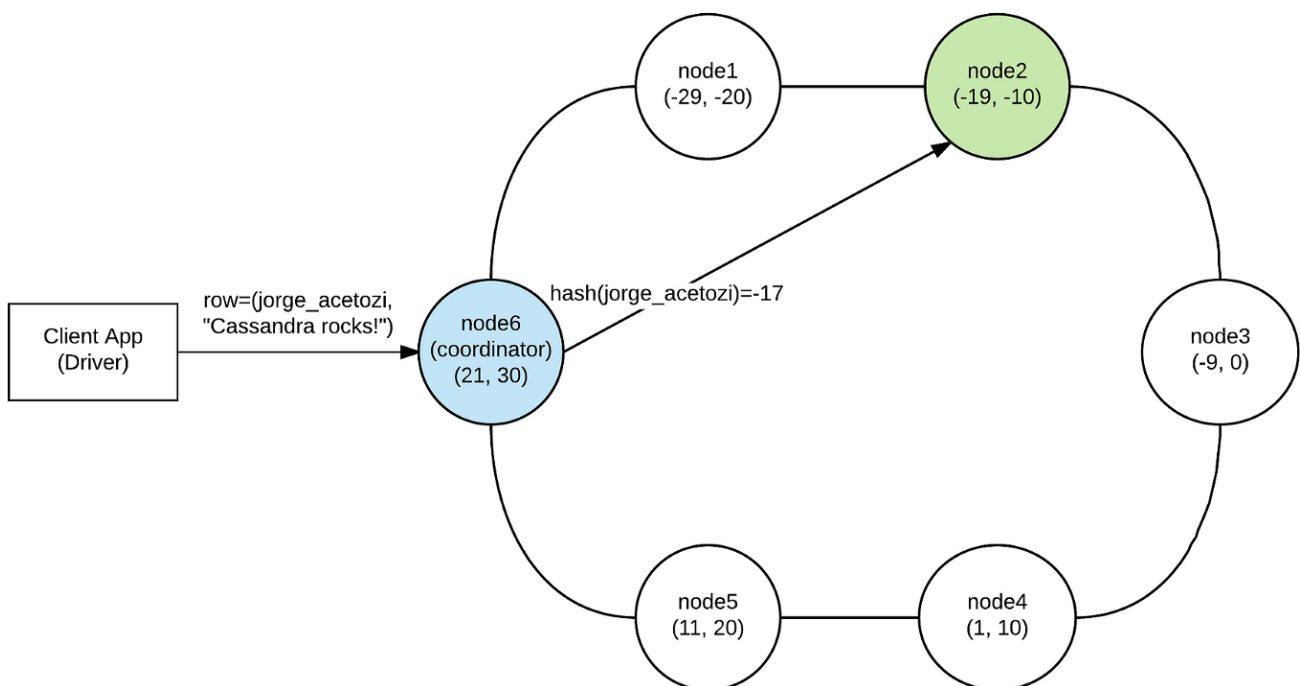 node1
(-29, -20)
node2
(-19, -10)
row=(jorge_acetozi,
"Cassandra rocks!")
hash(jorge_acetozi)=-17
Client App
(Driver)
node6
(coordinator)
(21, 30)
node3
(-9, 0)
node5
(11, 20)
node4
(1, 10)